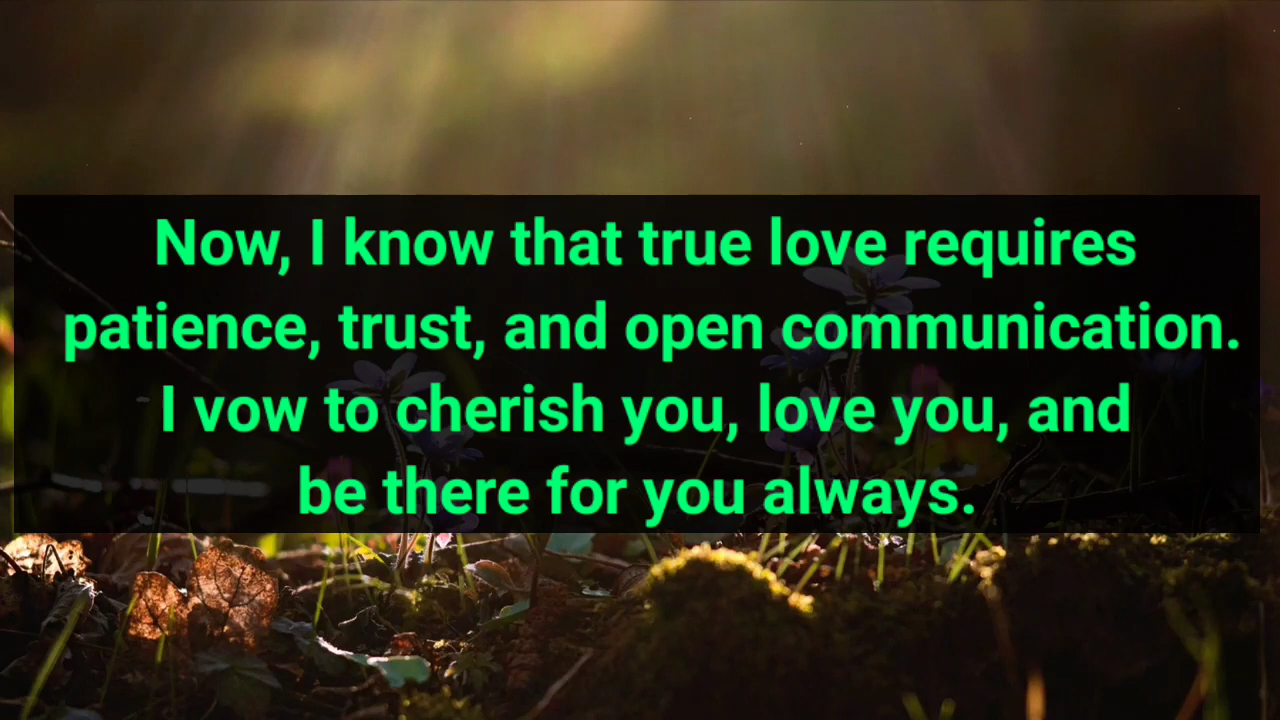 Now, I know that true love requires
patience, trust, and open communication.
I vow to cherish you, love you, and
be there for you always.